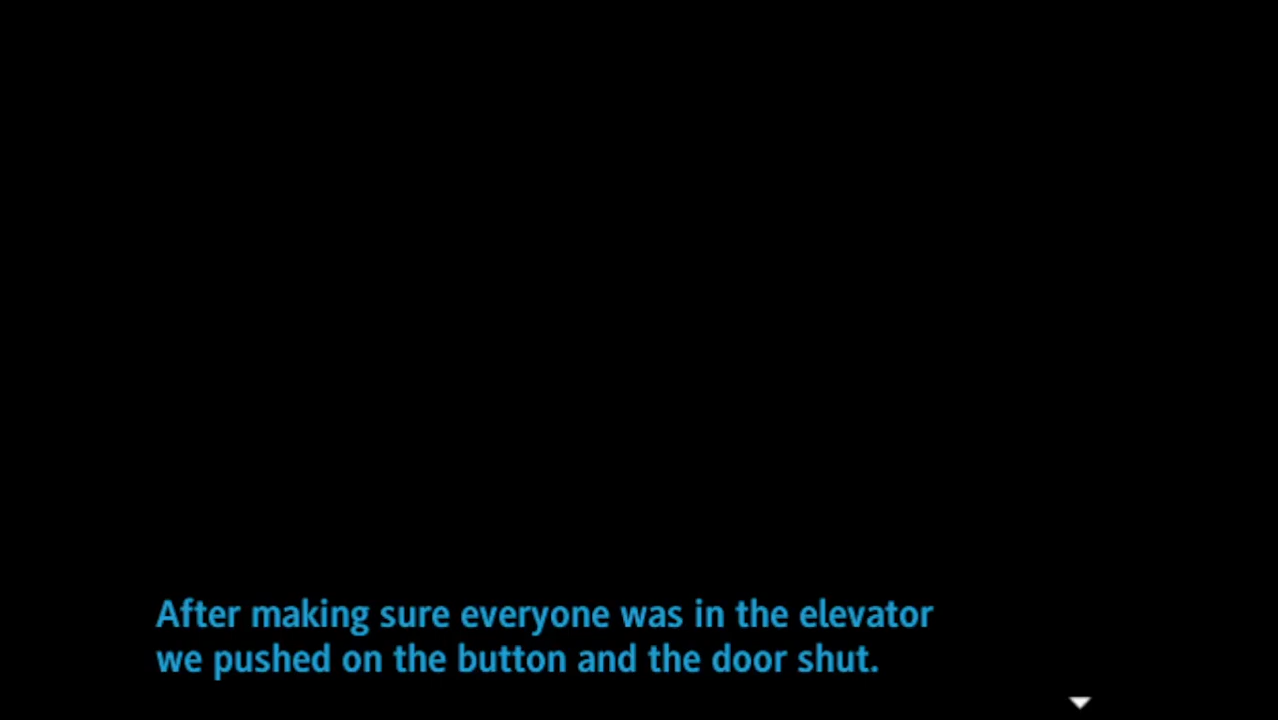 After making sure everyone was in the elevator
we pushed on the button and the door shut.